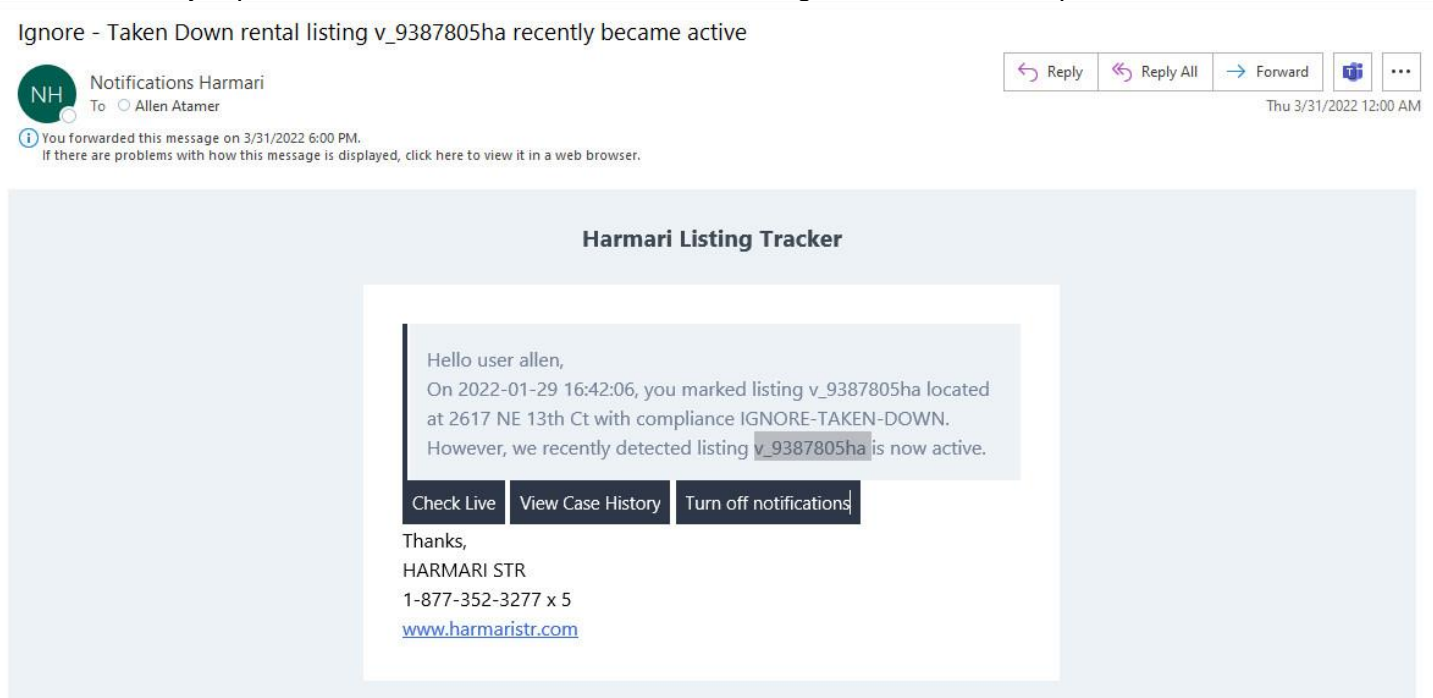 Ignore - Taken Down rental listing v_9387805ha recently became active
NH
Notifications Harmari
To Allen Atamer
Reply
Reply All
Forward
Thu 3/31/2022 12:00 AM
You forwarded this message on 3/31/2022 6:00 PM.
If there are problems with how this message is displayed, click here to view it in a web browser.
Harmari Listing Tracker
Hello user allen,
On 2022-01-29 16:42:06, you marked listing v_9387805ha located
at 2617 NE 13th Ct with compliance IGNORE-TAKEN-DOWN.
However, we recently detected listing v_9387805ha is now active.
Check Live
View Case History
Turn off notifications
Thanks,
HARMARI STR
1-877-352-3277 x 5
www.harmaristr.com